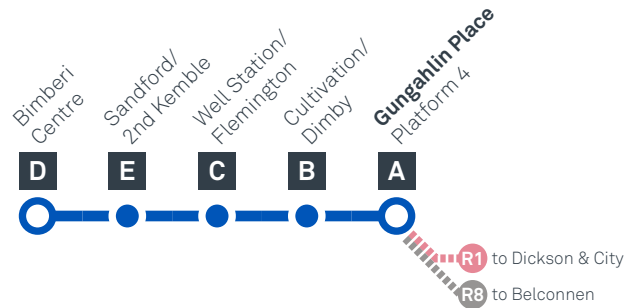 Bimberi
Centre
Sandford/
2nd Kemble
Well Station/
Flemington
Cultivation/
Dimby
Gungahlin Place
Platform 4
D
E
C
B
A
R1 to Dickson & City
R8 to Belconnen